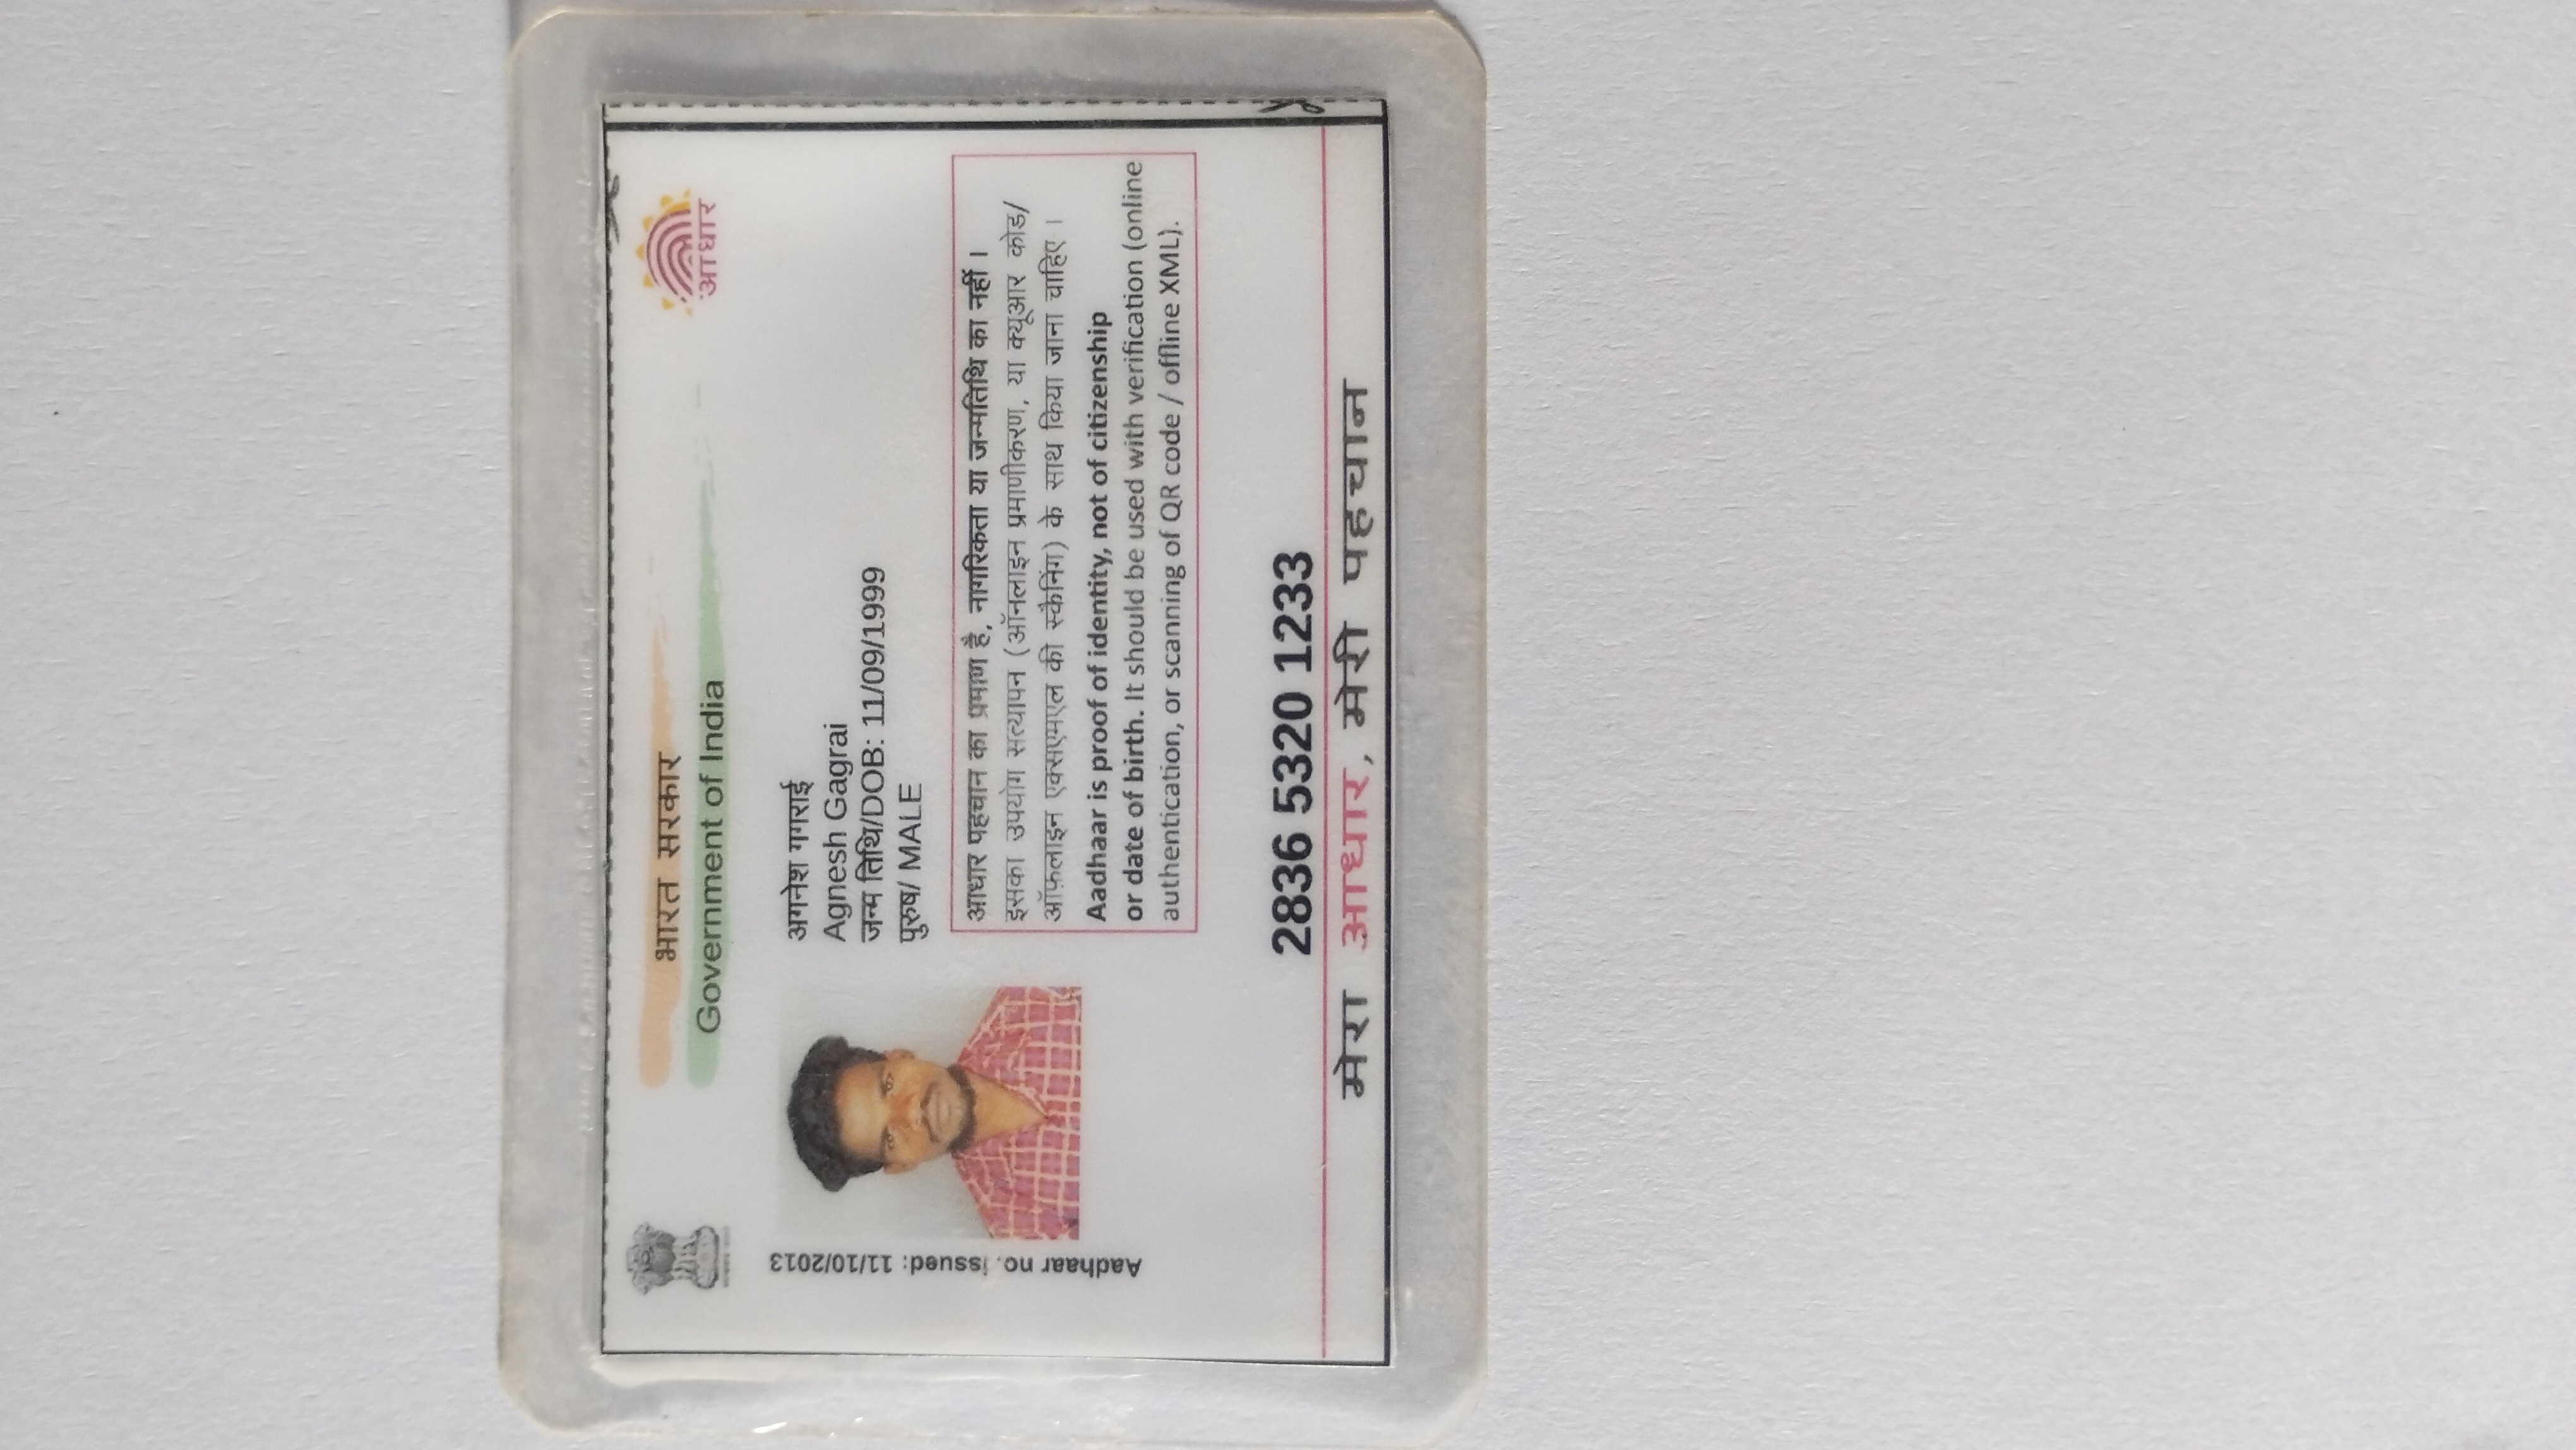 भारत सरकार
Government of India
आधार
अगनेश गगराई
Agnesh Gagrai
जन्म तिथि/DOB: 11/09/1999
पुरुष/ MALE
Aadhaar no. issued: 11/10/2013
आधार पहचान का प्रमाण है, नागरिकता या जन्मतिथि का नहीं ।
इसका उपयोग सत्यापन (ऑनलाइन प्रमाणीकरण, या क्यूआर कोड/
ऑफ़लाइन एक्सएमएल की स्कैनिंग) के साथ किया जाना चाहिए ।
Aadhaar is proof of identity, not of citizenship
or date of birth. It should be used with verification (online
authentication, or scanning of QR code / offline XML).
2836 5320 1233
मेरा आधार, मेरी पहचान